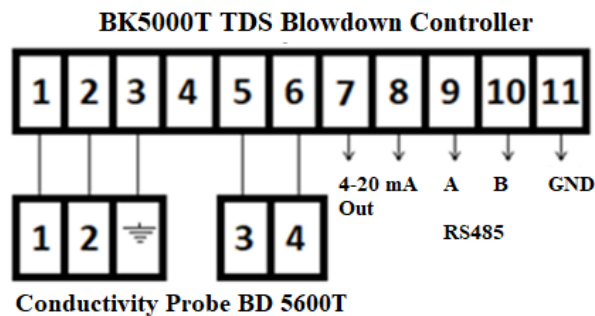 BK5000T TDS Blowdown Controller
1 2 3 4 5 6 7 8 9 10 11
4-20 mA A B GND
Out
RS485
1 2 3 4
Conductivity Probe BD 5600T